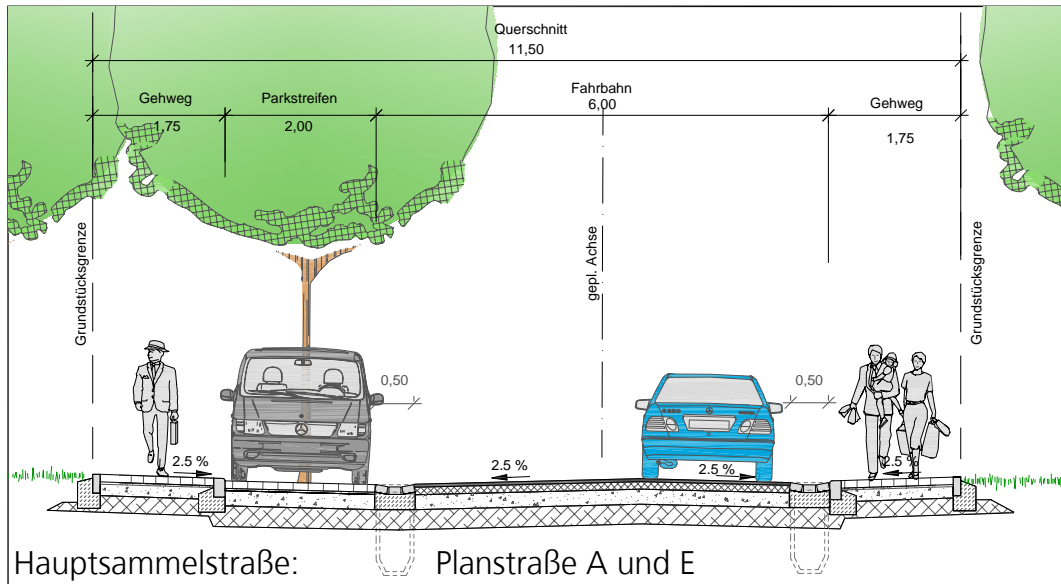 Querschnitt
11,50
Gehweg
1,75
Parkstreifen
2,00
Fahrbahn
6,00
Gehweg
1,75
Grundstücksgrenze
gepl. Achse
Grundstücksgrenze
0,50
0,50
2.5 %
2.5 %
2.5 %
2.5 %
Hauptsammelstraße: Planstraße A und E